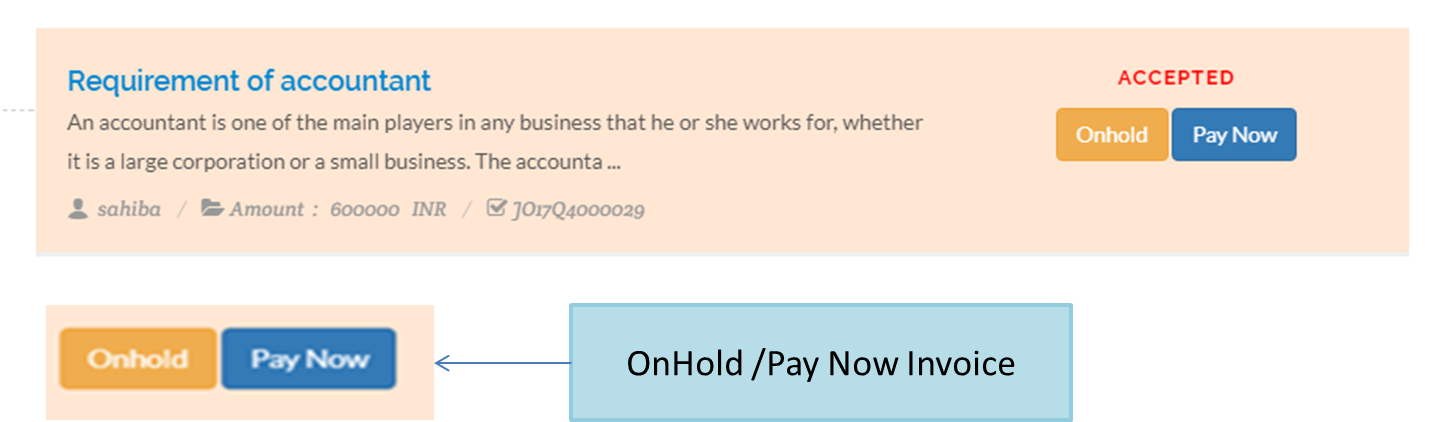 Requirement of accountant
An accountant is one of the main players in any business that he or she works for, whether
it is a large corporation or a small business. The accounta ...
sahiba / Amount : 600000 INR / JO17Q4000029
ACCEPTED
Onhold Pay Now
Onhold Pay Now
OnHold /Pay Now Invoice